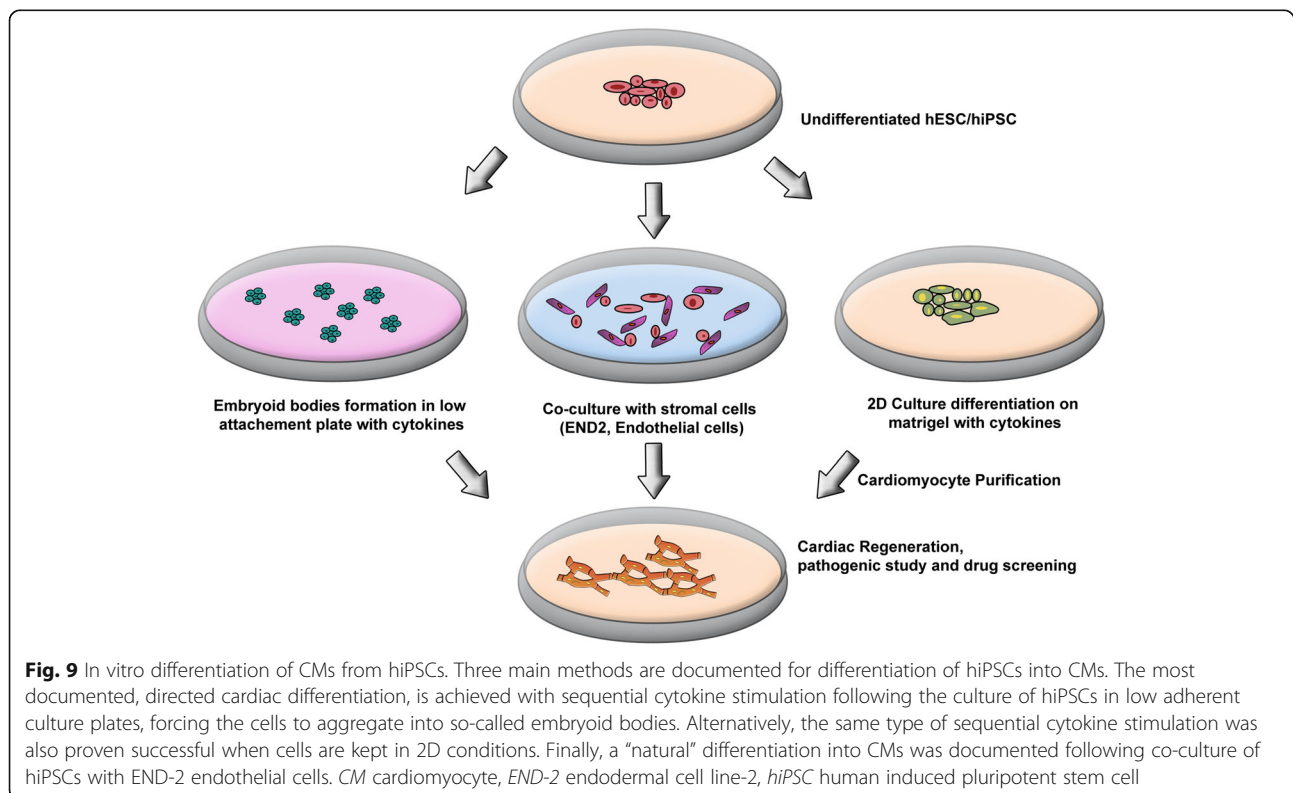 Undifferentiated hESC/hiPSC
Embryoid bodies formation in low
attachement plate with cytokines
Co-culture with stromal cells
(END2, Endothelial cells)
2D Culture differentiation on
matrigel with cytokines
Cardiomyocyte Purification
Cardiac Regeneration,
pathogenic study and drug screening
Fig. 9 In vitro differentiation of CMs from hiPSCs. Three main methods are documented for differentiation of hiPSCs into CMs. The most
documented, directed cardiac differentiation, is achieved with sequential cytokine stimulation following the culture of hiPSCs in low adherent
culture plates, forcing the cells to aggregate into so-called embryoid bodies. Alternatively, the same type of sequential cytokine stimulation was
also proven successful when cells are kept in 2D conditions. Finally, a “natural” differentiation into CMs was documented following co-culture of
hiPSCs with END-2 endothelial cells. CM cardiomyocyte, END-2 endodermal cell line-2, hiPSC human induced pluripotent stem cell